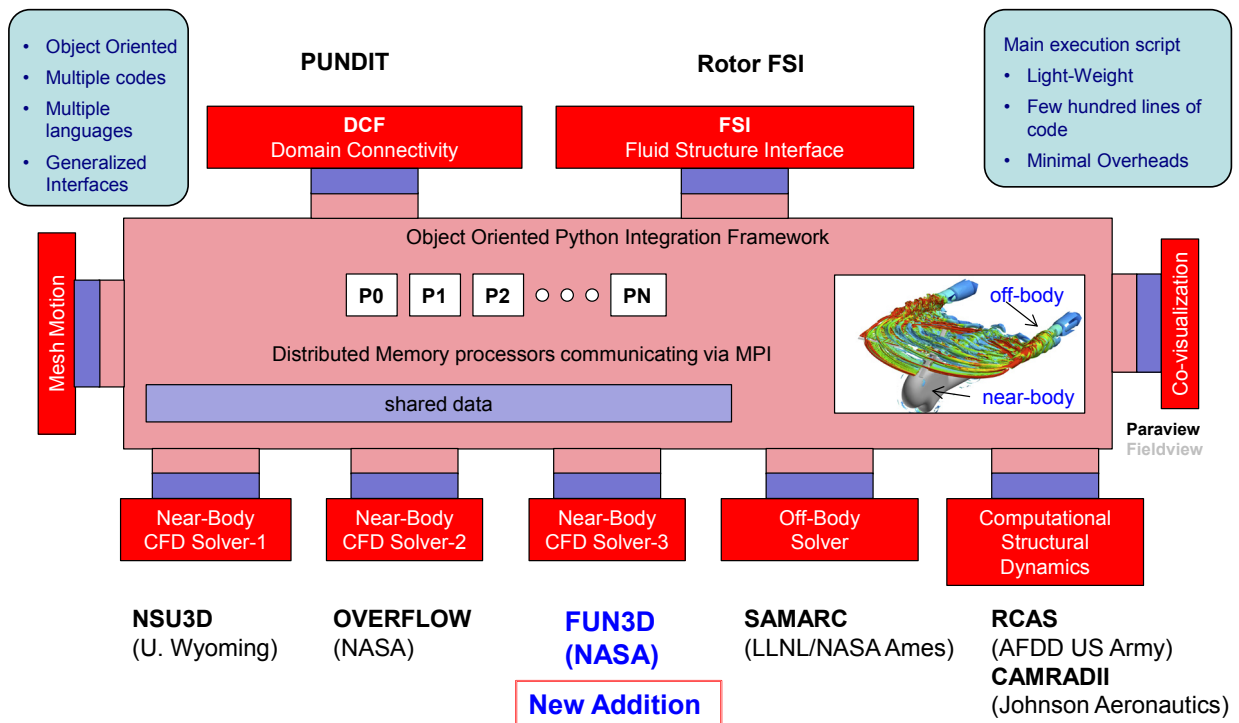 • Object Oriented
• Multiple codes
• Multiple
languages
• Generalized
Interfaces
PUNDIT
Rotor FSI
Main execution script
• Light-Weight
• Few hundred lines of
code
• Minimal Overheads
DCF
Domain Connectivity
FSI
Fluid Structure Interface
Object Oriented Python Integration Framework
Mesh Motion
P0
P1
P2
PN
Distributed Memory processors communicating via MPI
shared data
off-body
near-body
Co-visualization
Paraview
Fieldview
Near-Body
CFD Solver-1
Near-Body
CFD Solver-2
Near-Body
CFD Solver-3
Off-Body
Solver
Computational
Structural
Dynamics
NSU3D
(U. Wyoming)
OVERFLOW
(NASA)
FUN3D
(NASA)
New Addition
SAMARC
(LLNL/NASA Ames)
RCAS
(AFDD US Army)
CAMRADII
(Johnson Aeronautics)